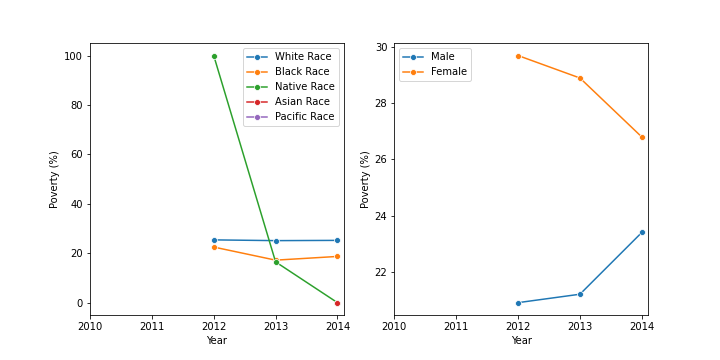 100
80
60
40
20
0
Poverty (%)
2010 2011 2012 2013 2014
Year
White Race
Black Race
Native Race
Asian Race
Pacific Race
30
28
26
24
22
Poverty (%)
2010 2011 2012 2013 2014
Year
Male
Female